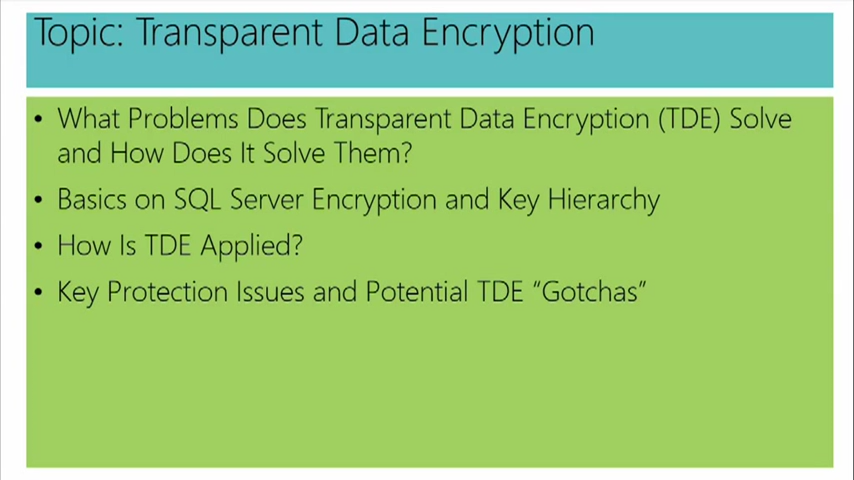 Topic: Transparent Data Encryption
• What Problems Does Transparent Data Encryption (TDE) Solve
and How Does It Solve Them?
• Basics on SQL Server Encryption and Key Hierarchy
• How Is TDE Applied?
• Key Protection Issues and Potential TDE “Gotchas”